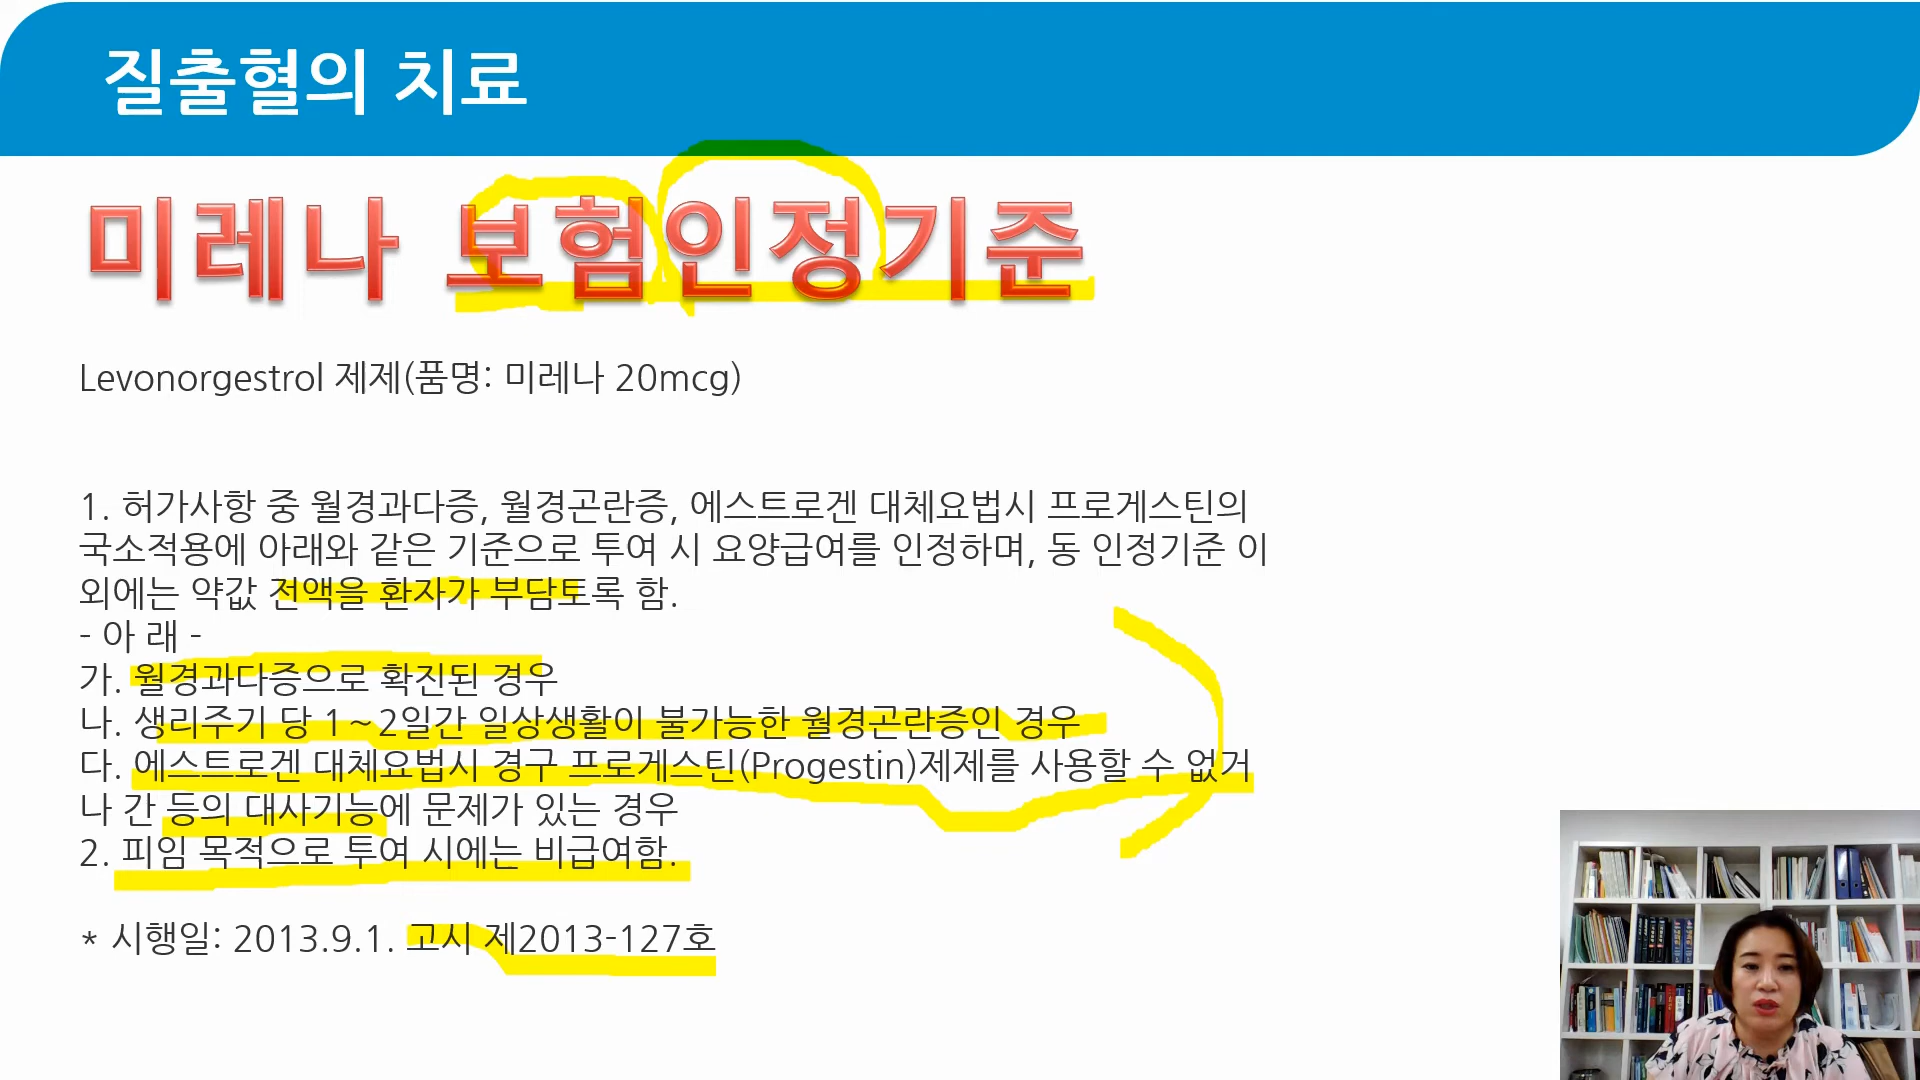 질출혈의 치료
미레나 보험인정기준
Levonorgestrol 제제(품명: 미레나 20mcg)
1. 허가사항 중 월경과다증, 월경곤란증, 에스트로겐 대체요법시 프로게스틴의
국소적용에 아래와 같은 기준으로 투여 시 요양급여를 인정하며, 동 인정기준 이
외에는 약값 전액을 환자가 부담토록 함.
- 아 래 -
가. 월경과다증으로 확진된 경우
나. 생리주기 당 1～2일간 일상생활이 불가능한 월경곤란증인 경우
다. 에스트로겐 대체요법시 경구 프로게스틴(Progestin)제제를 사용할 수 없거
나 간 등의 대사기능에 문제가 있는 경우
2. 피임 목적으로 투여 시에는 비급여함.
* 시행일: 2013.9.1. 고시 제2013-127호